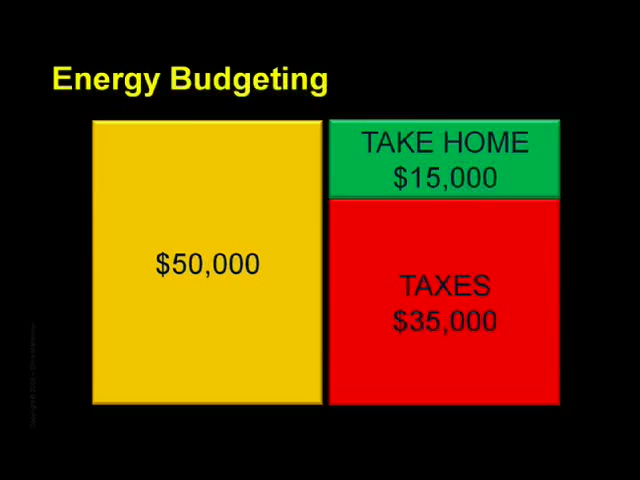 Energy Budgeting
TAKE HOME
$15,000
$50,000
TAXES
$35,000